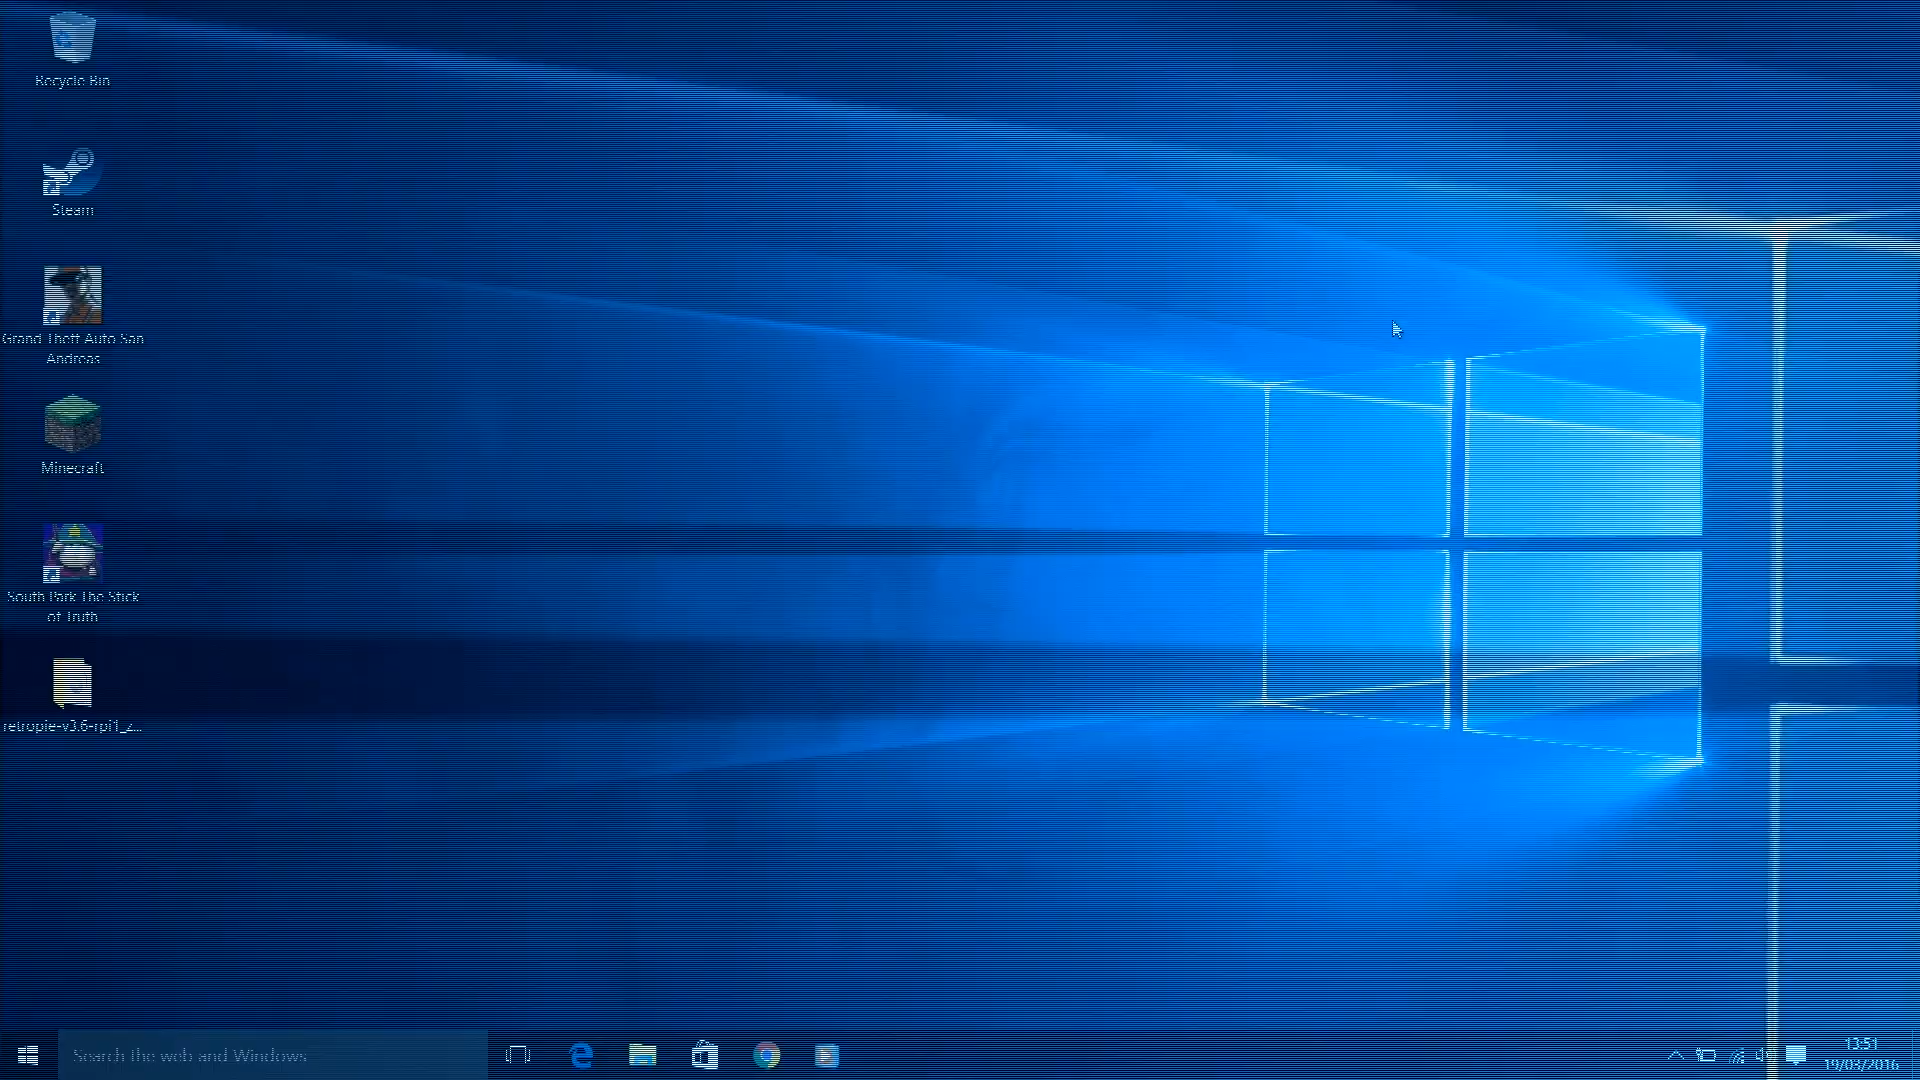 Recycle Bin
Steam
Grand Theft Auto San
Andreas
Minecraft
South Park The Stick
of Truth
retropie-v3.6-rpi1_z...
Search the web and Windows
13:51
19/03/2016